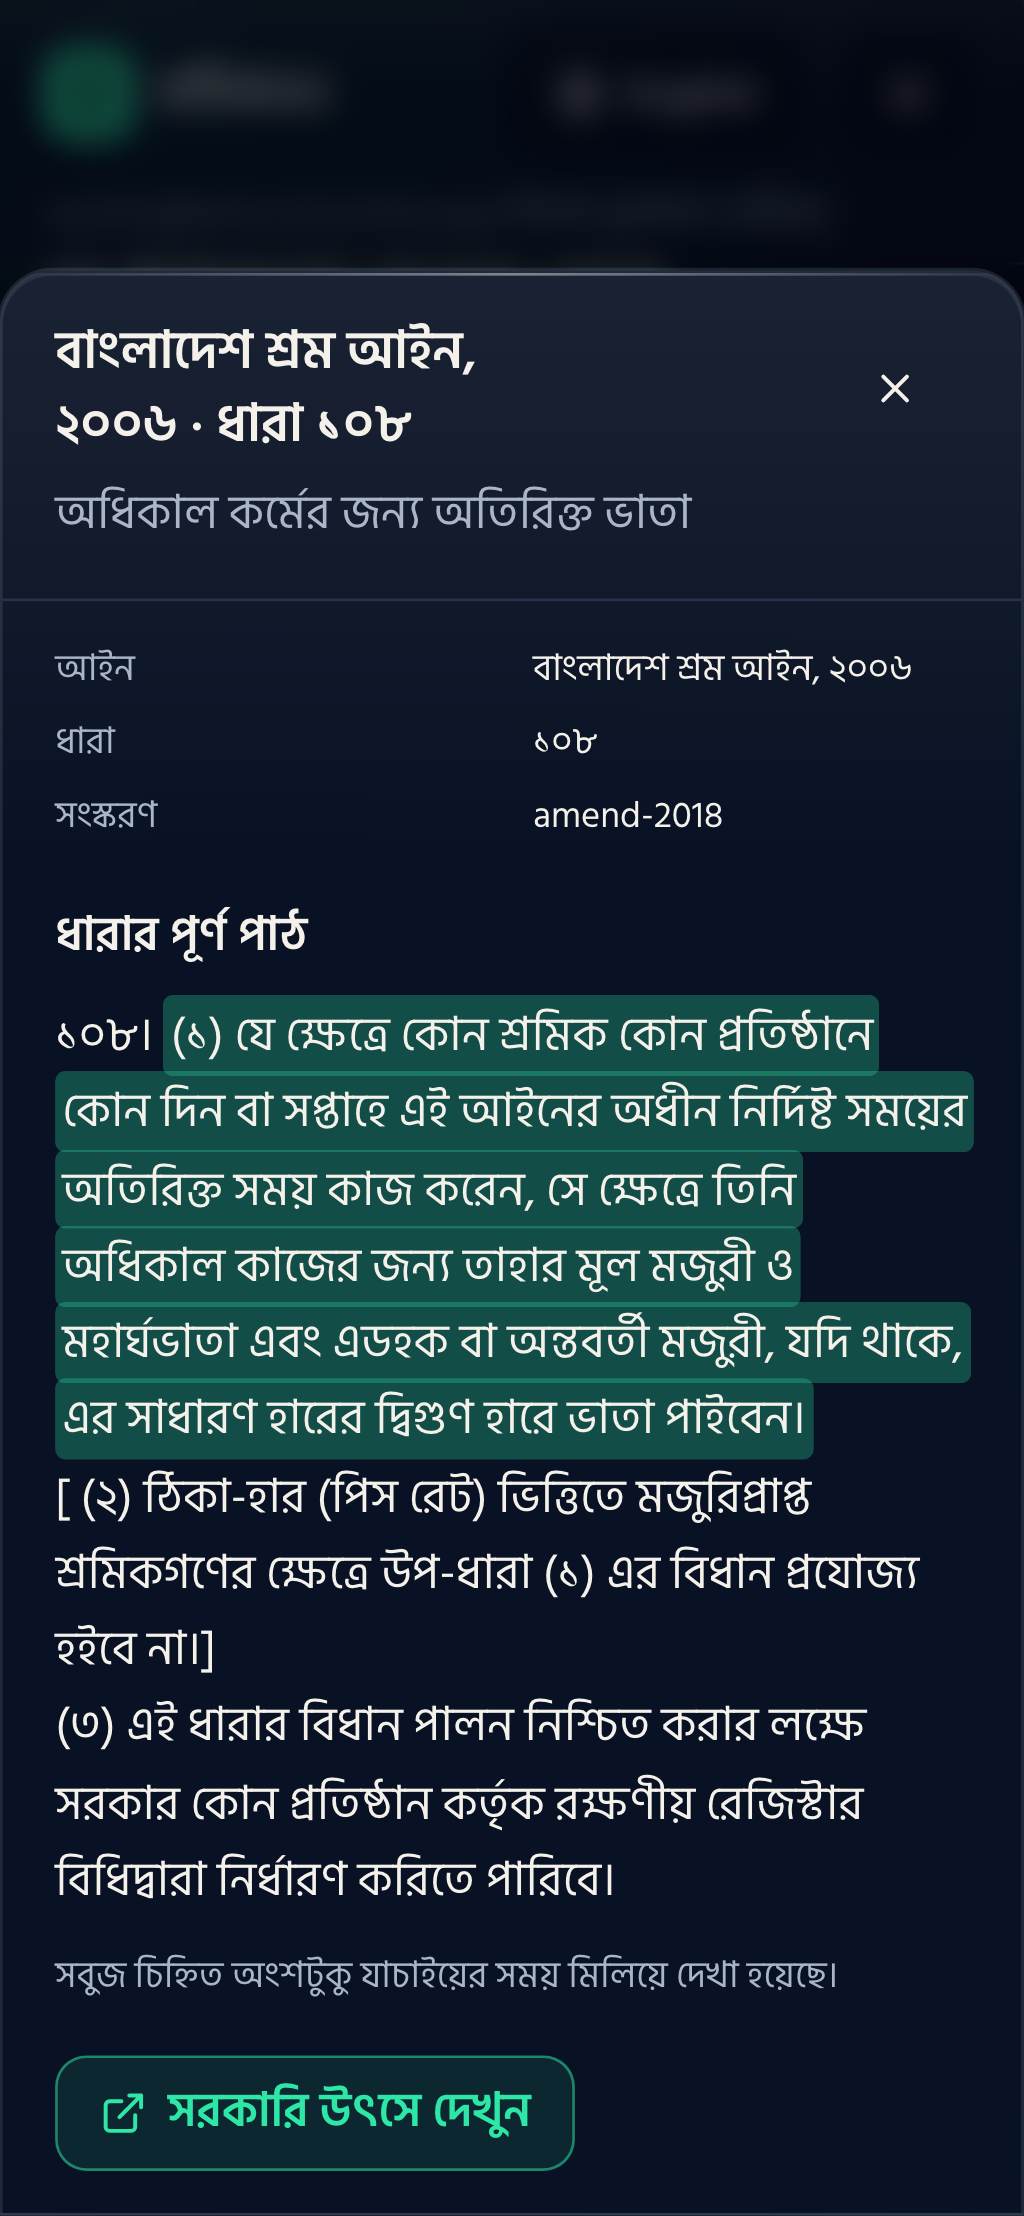 বাংলাদেশ শ্রম আইন,
২০০৬ · ধারা ১০৮
অধিকাল কর্মের জন্য অতিরিক্ত ভাতা
আইন বাংলাদেশ শ্রম আইন, ২০০৬
ধারা ১০৮
সংস্করণ amend-2018
ধারার পূর্ণ পাঠ
১০৮। (১) যে ক্ষেত্রে কোন শ্রমিক কোন প্রতিষ্ঠানে
কোন দিন বা সপ্তাহে এই আইনের অধীন নির্দিষ্ট সময়ের
অতিরিক্ত সময় কাজ করেন, সে ক্ষেত্রে তিনি
অধিকাল কাজের জন্য তাহার মূল মজুরী ও
মহার্ঘভাতা এবং এডহক বা অন্তবর্তী মজুরী, যদি থাকে,
এর সাধারণ হারের দ্বিগুণ হারে ভাতা পাইবেন।
[ (২) ঠিকা-হার (পিস রেট) ভিত্তিতে মজুরিপ্রাপ্ত
শ্রমিকগণের ক্ষেত্রে উপ-ধারা (১) এর বিধান প্রযোজ্য
হইবে না।]
(৩) এই ধারার বিধান পালন নিশ্চিত করার লক্ষে
সরকার কোন প্রতিষ্ঠান কর্তৃক রক্ষণীয় রেজিস্টার
বিধিদ্বারা নির্ধারণ করিতে পারিবে।
সবুজ চিহ্নিত অংশটুকু যাচাইয়ের সময় মিলিয়ে দেখা হয়েছে।
সরকারি উৎসে দেখুন